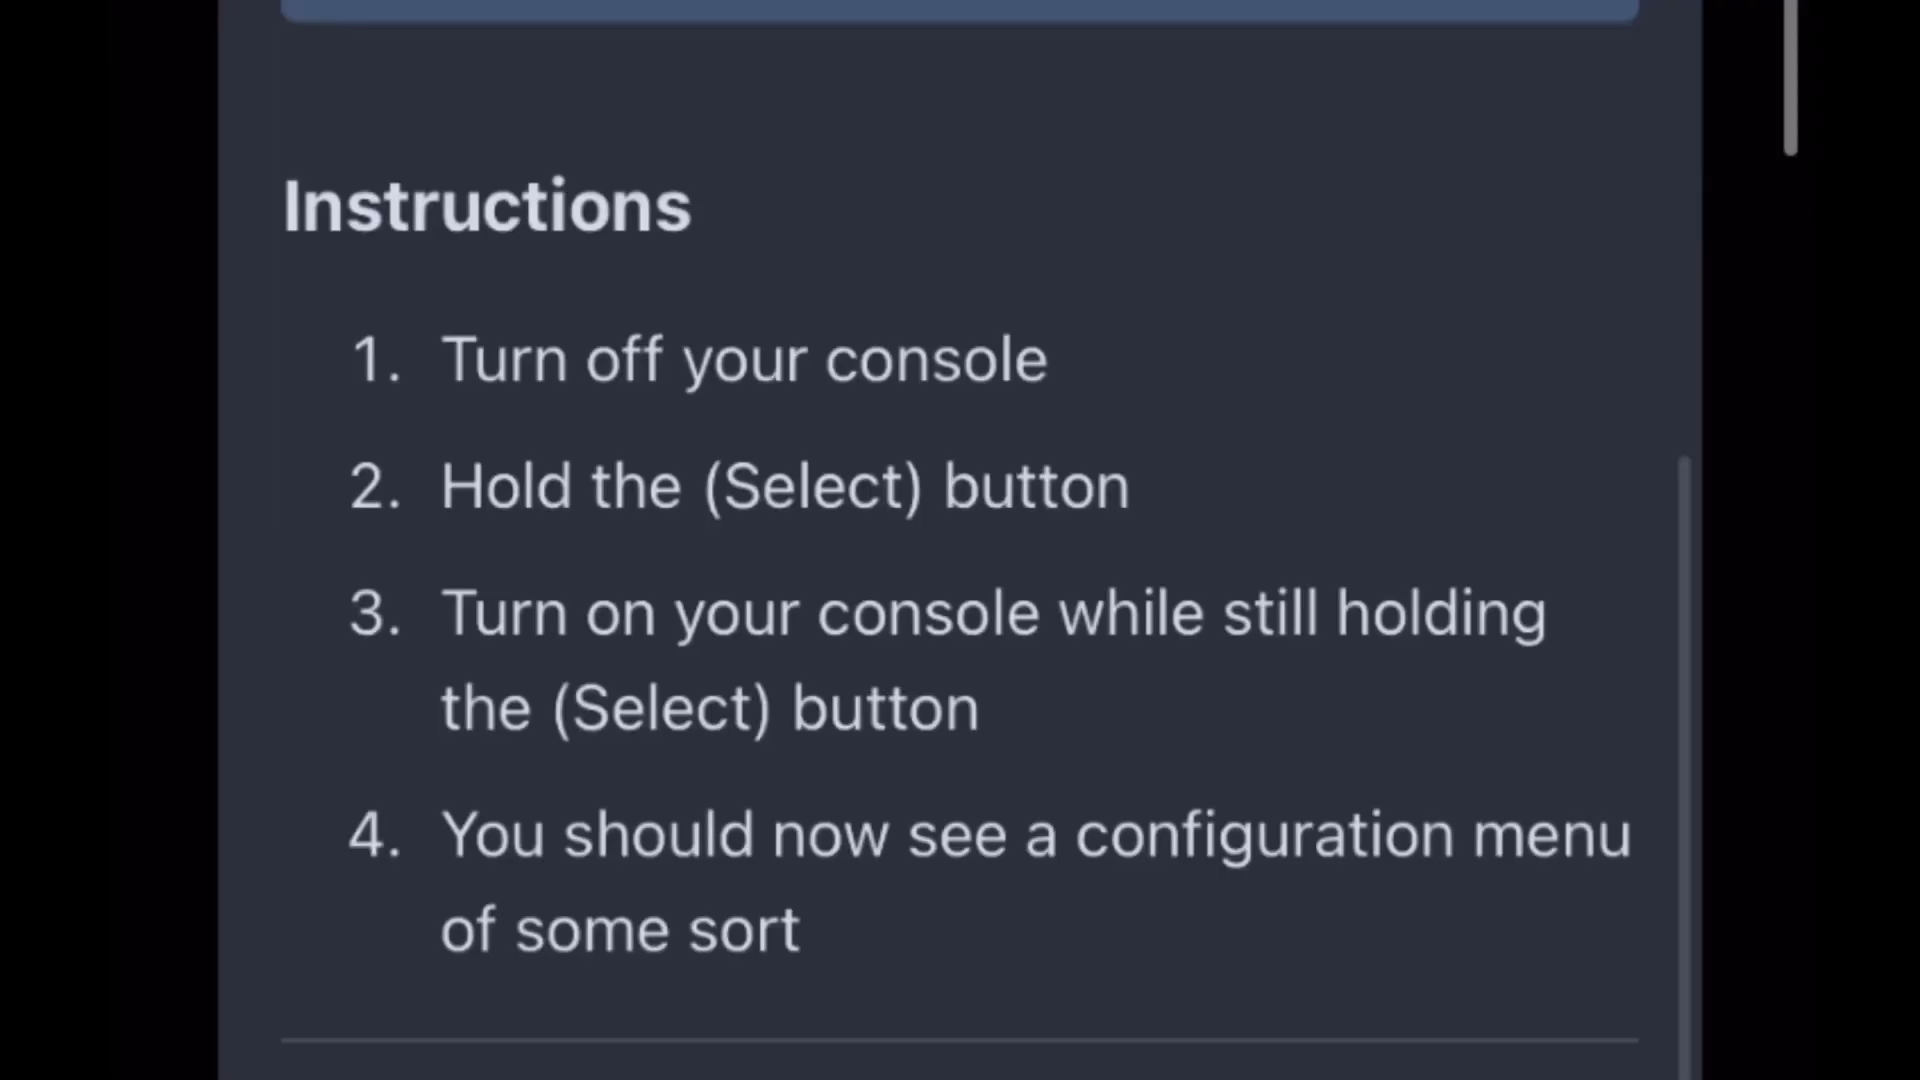 Instructions
1. Turn off your console
2. Hold the (Select) button
3. Turn on your console while still holding
the (Select) button
4. You should now see a configuration menu
of some sort